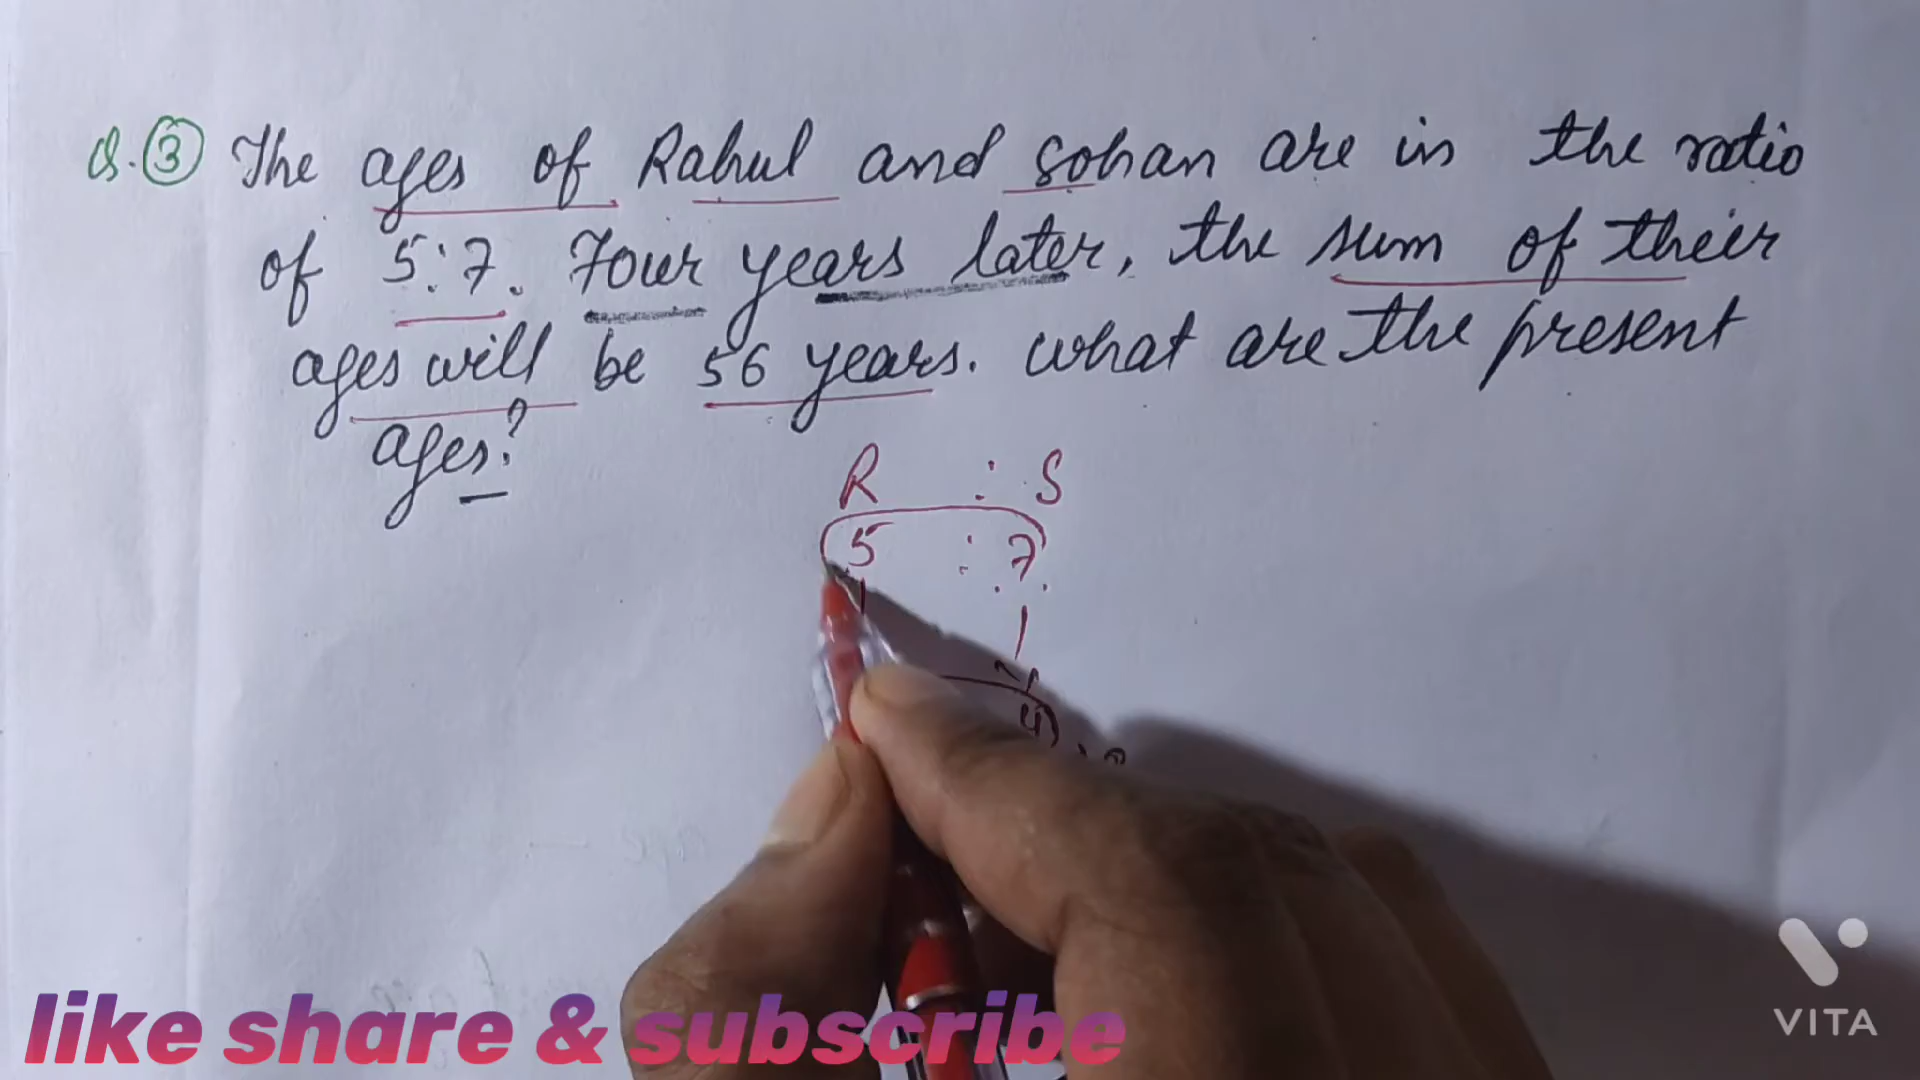 Q.③ The ages of Rahul and Sohan are in the ratio
of 5:7. Four years later, the sum of their
ages will be 56 years. what are the present
ages?
R : S
5 : 7
4
like share & subscribe
VITA